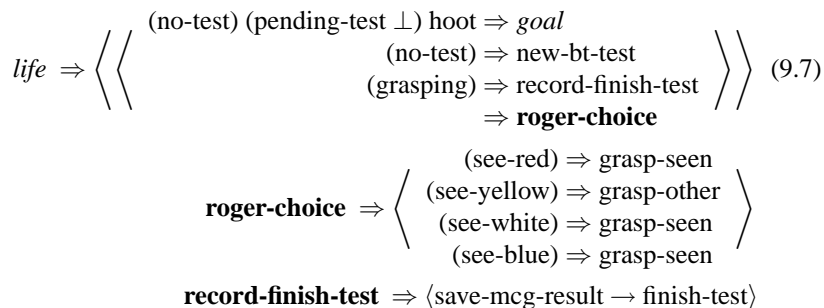 (no-test) (pending-test ⊥) hoot ⇒ goal
(no-test) ⇒ new-bt-test
life ⇒ ⟨⟨ (grasping) ⇒ record-finish-test ⟩⟩ (9.7)
⇒ roger-choice
(see-red) ⇒ grasp-seen
(see-yellow) ⇒ grasp-other
roger-choice ⇒ ⟨ (see-white) ⇒ grasp-seen ⟩
(see-blue) ⇒ grasp-seen
record-finish-test ⇒ ⟨save-mcg-result → finish-test⟩